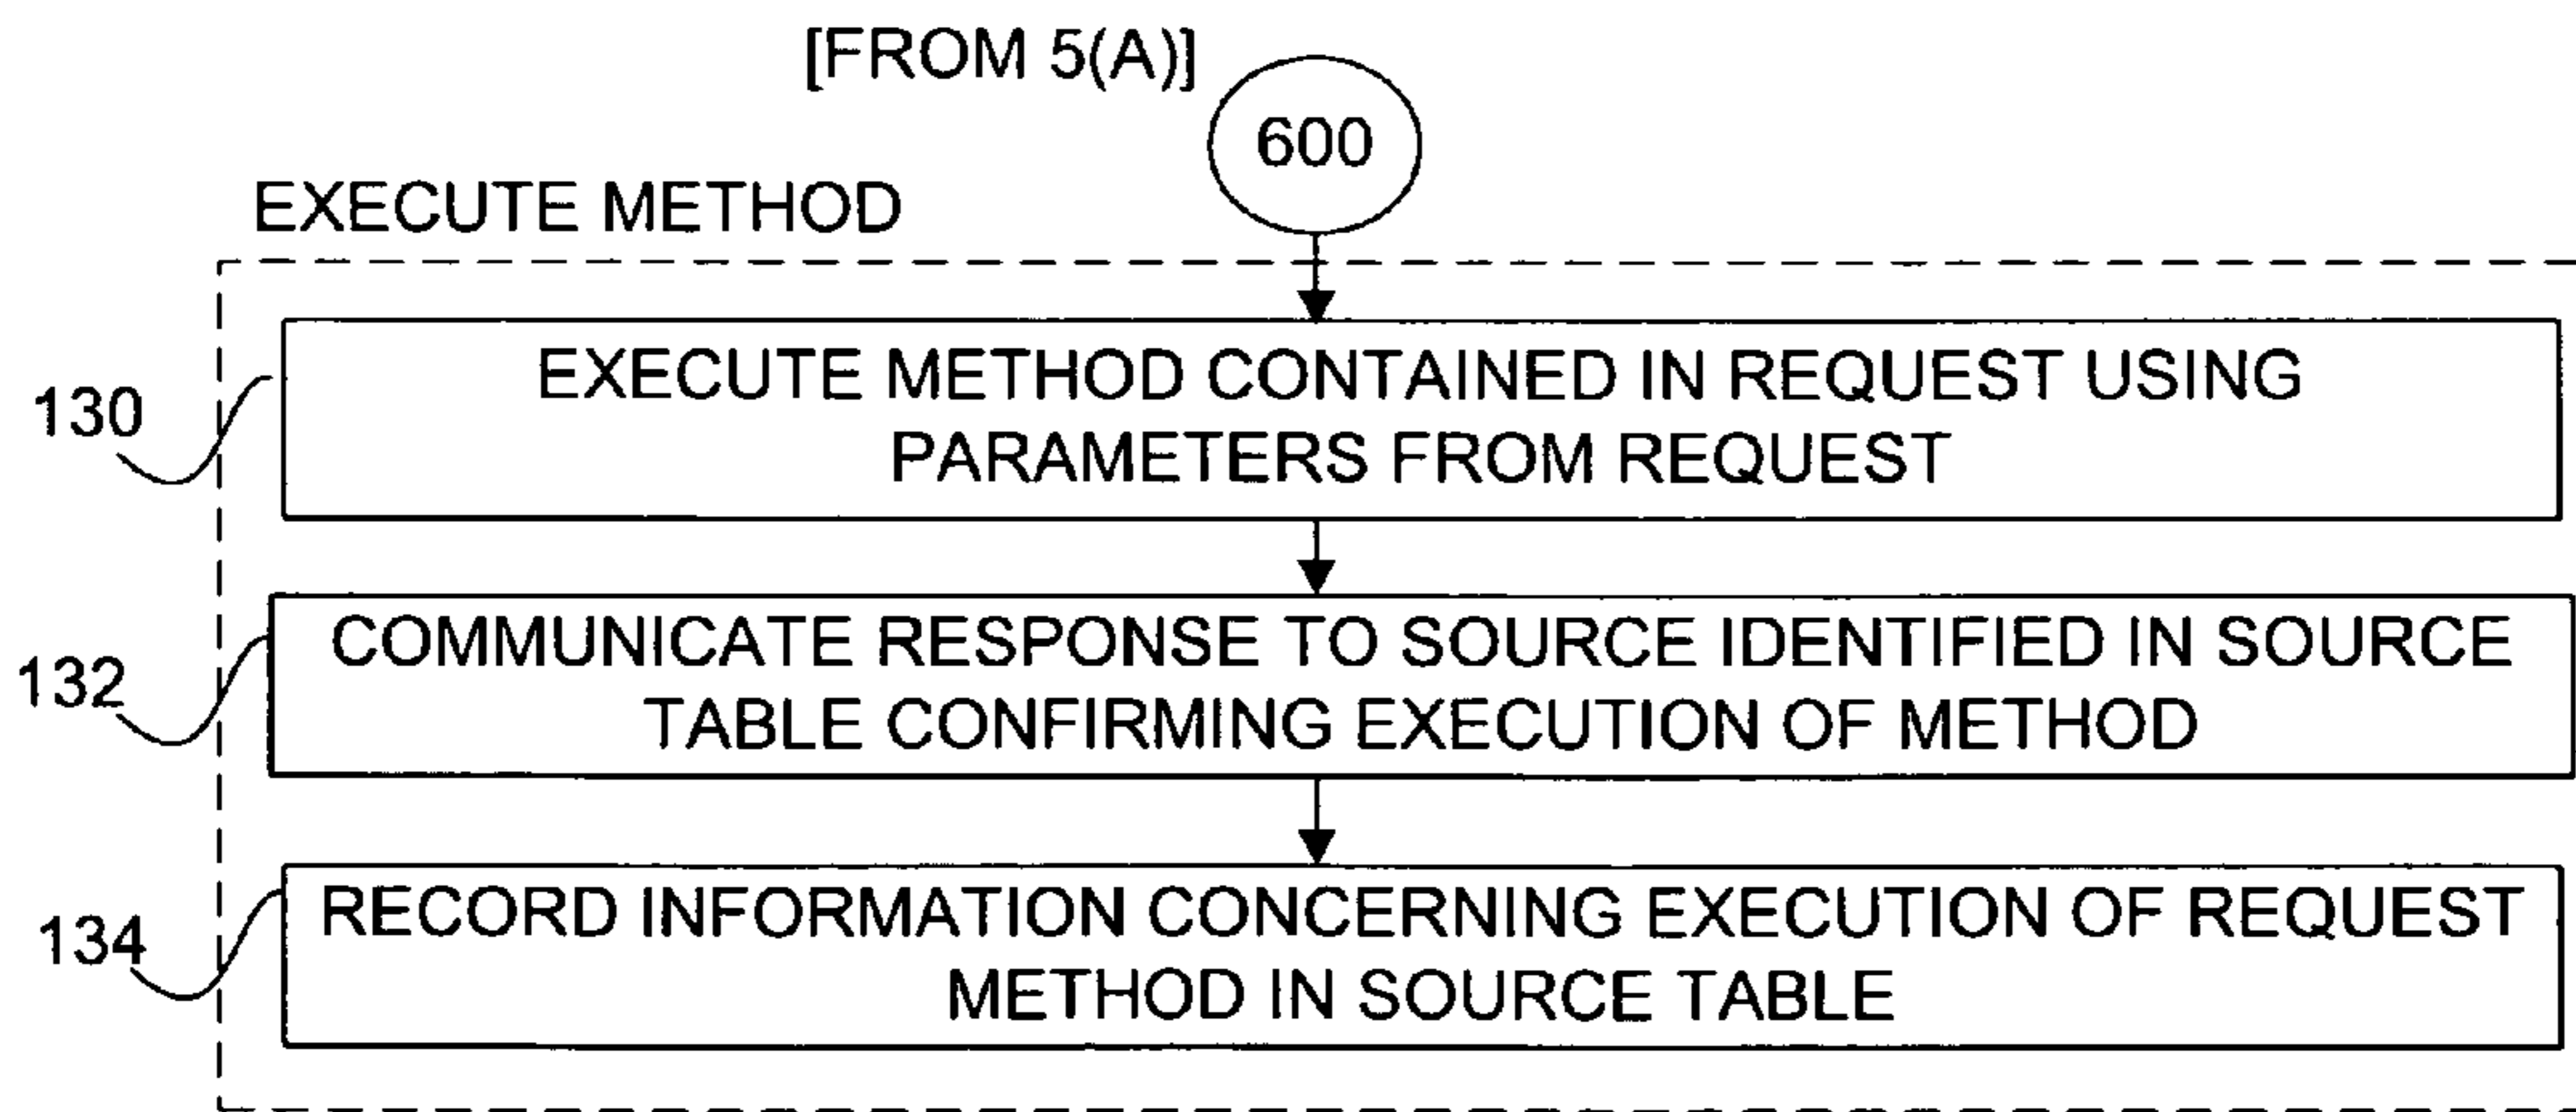 [FROM 5(A)]
600
EXECUTE METHOD
130
EXECUTE METHOD CONTAINED IN REQUEST USING
PARAMETERS FROM REQUEST
132
COMMUNICATE RESPONSE TO SOURCE IDENTIFIED IN SOURCE
TABLE CONFIRMING EXECUTION OF METHOD
134
RECORD INFORMATION CONCERNING EXECUTION OF REQUEST
METHOD IN SOURCE TABLE